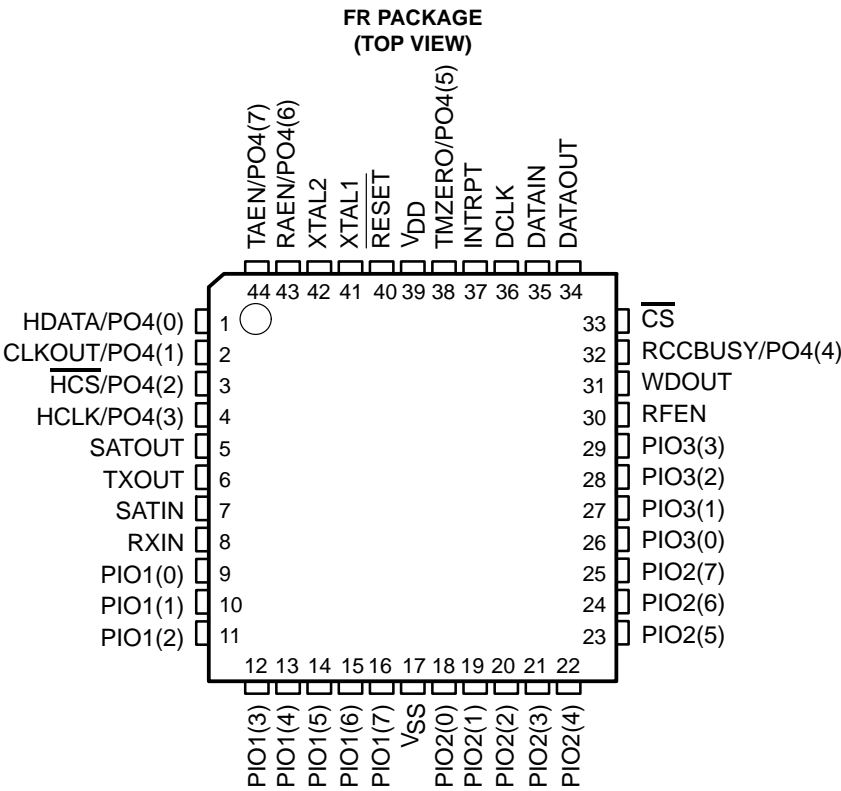 FR PACKAGE
(TOP VIEW)
TAEN/PO4(7)
RAEN/PO4(6)
XTAL2
XTAL1
RESET
VDD
TMZERO/PO4(5)
INTRPT
DCLK
DATAIN
DATAOUT
44 43 42 41 40 39 38 37 36 35 34
HDATA/PO4(0) 1
CLKOUT/PO4(1) 2
HCS/PO4(2) 3
HCLK/PO4(3) 4
SATOUT 5
TXOUT 6
SATIN 7
RXIN 8
PIO1(0) 9
PIO1(1) 10
PIO1(2) 11
33 CS
32 RCCBUSY/PO4(4)
31 WDOUT
30 RFEN
29 PIO3(3)
28 PIO3(2)
27 PIO3(1)
26 PIO3(0)
25 PIO2(7)
24 PIO2(6)
23 PIO2(5)
12 13 14 15 16 17 18 19 20 21 22
PIO1(3)
PIO1(4)
PIO1(5)
PIO1(6)
PIO1(7)
VSS
PIO2(0)
PIO2(1)
PIO2(2)
PIO2(3)
PIO2(4)